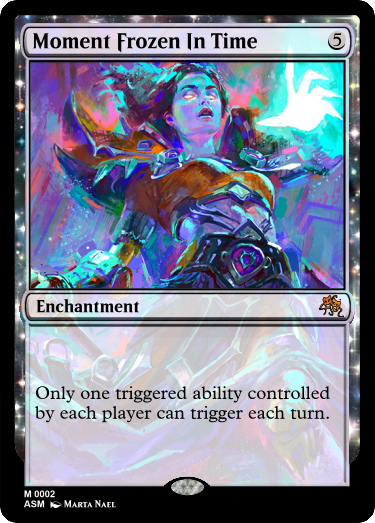 Moment Frozen In Time 5
Enchantment
Only one triggered ability controlled
by each player can trigger each turn.
M 0002
ASM Marta Nael